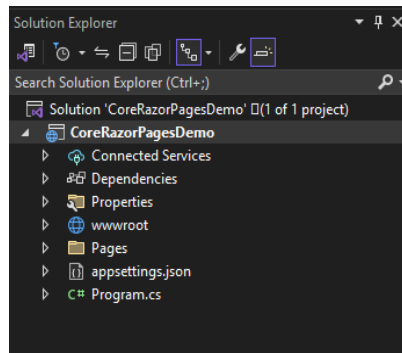 Solution Explorer
Search Solution Explorer (Ctrl+;)
Solution 'CoreRazorPagesDemo' ▯(1 of 1 project)
CoreRazorPagesDemo
Connected Services
Dependencies
Properties
wwwroot
Pages
appsettings.json
C# Program.cs